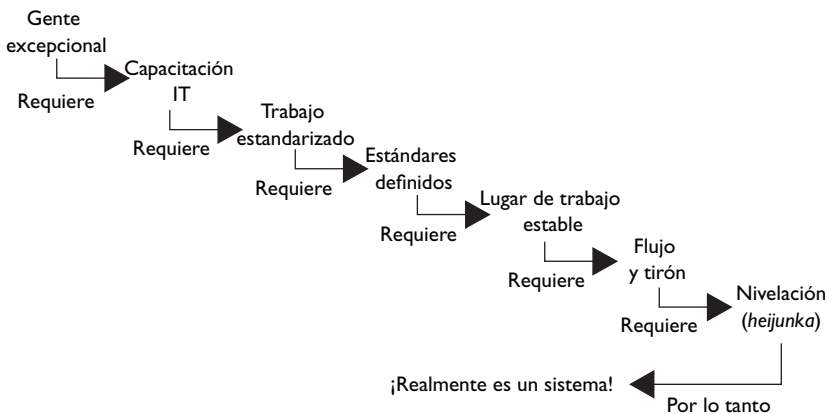 Gente
excepcional
Requiere
Capacitación
IT
Requiere
Trabajo
estandarizado
Requiere
Estándares
definidos
Requiere
Lugar de trabajo
estable
Requiere
Flujo
y tirón
Requiere
Nivelación
(heijunka)
Por lo tanto
¡Realmente es un sistema!